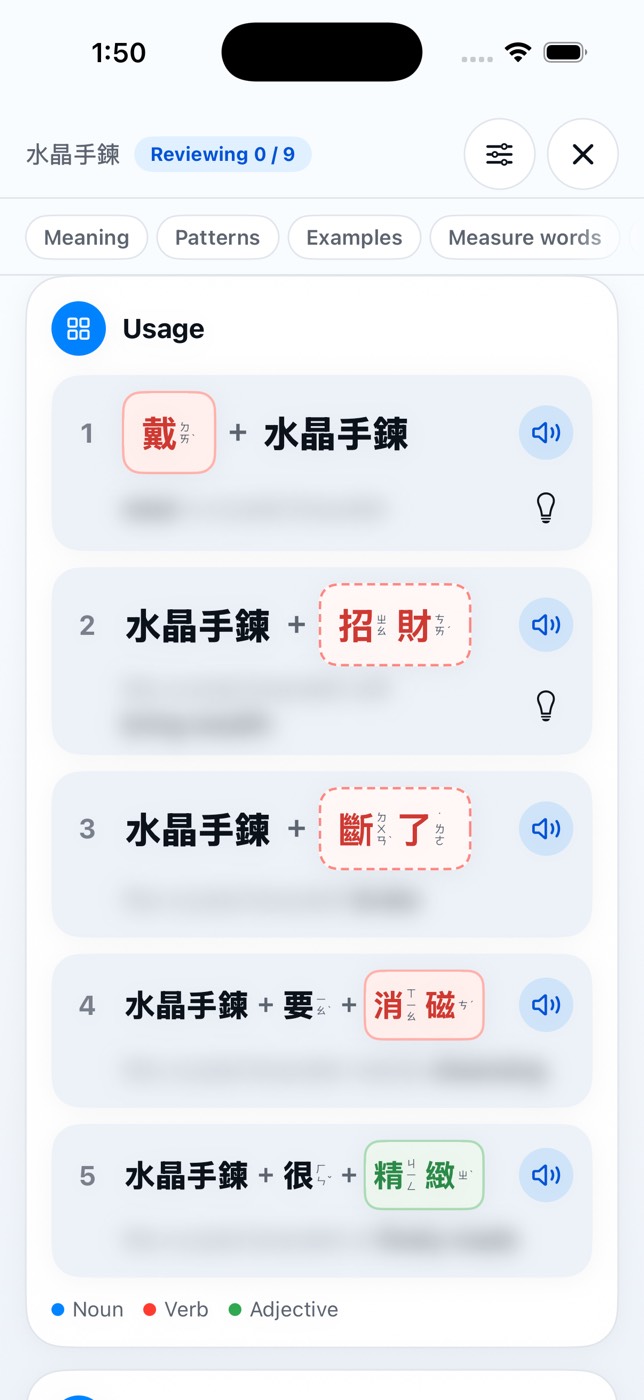 1:50
水晶手鍊 Reviewing 0 / 9
Meaning Patterns Examples Measure words
Usage
1 戴ㄉㄞˋ + 水晶手鍊
2 水晶手鍊 + 招ㄓㄠ財ㄘㄞˊ
3 水晶手鍊 + 斷ㄉㄨㄢˋ了˙ㄌㄜ
4 水晶手鍊 + 要ㄧㄠˋ + 消ㄒㄧㄠ磁ㄘˊ
5 水晶手鍊 + 很ㄏㄣˇ + 精ㄐㄧㄥ緻ㄓˋ
Noun Verb Adjective